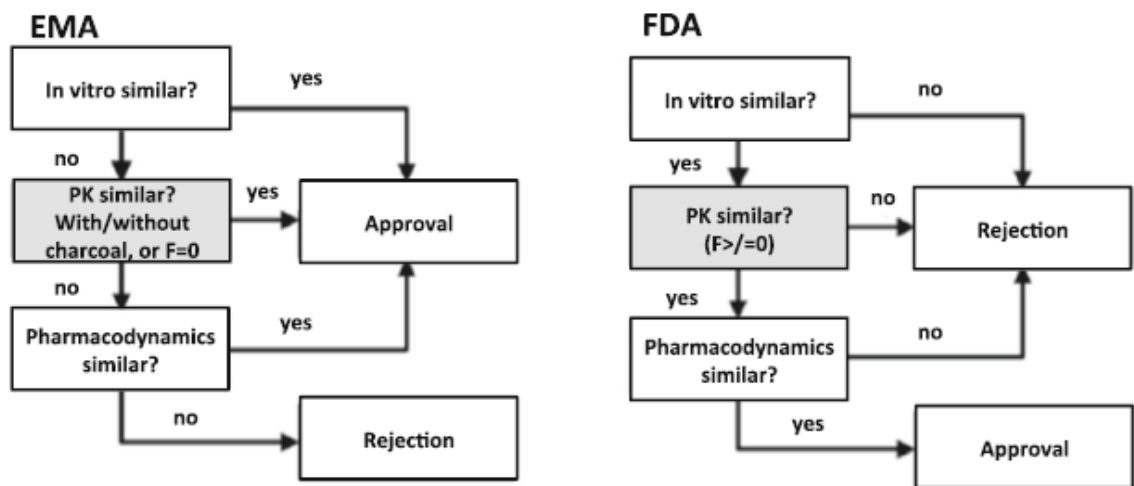 EMA
In vitro similar?
yes
no
PK similar?
With/without
charcoal, or F=0
yes
Approval
no
Pharmacodynamics
similar?
yes
no
Rejection
FDA
In vitro similar?
no
yes
PK similar?
(F>/=0)
no
Rejection
yes
Pharmacodynamics
similar?
no
yes
Approval